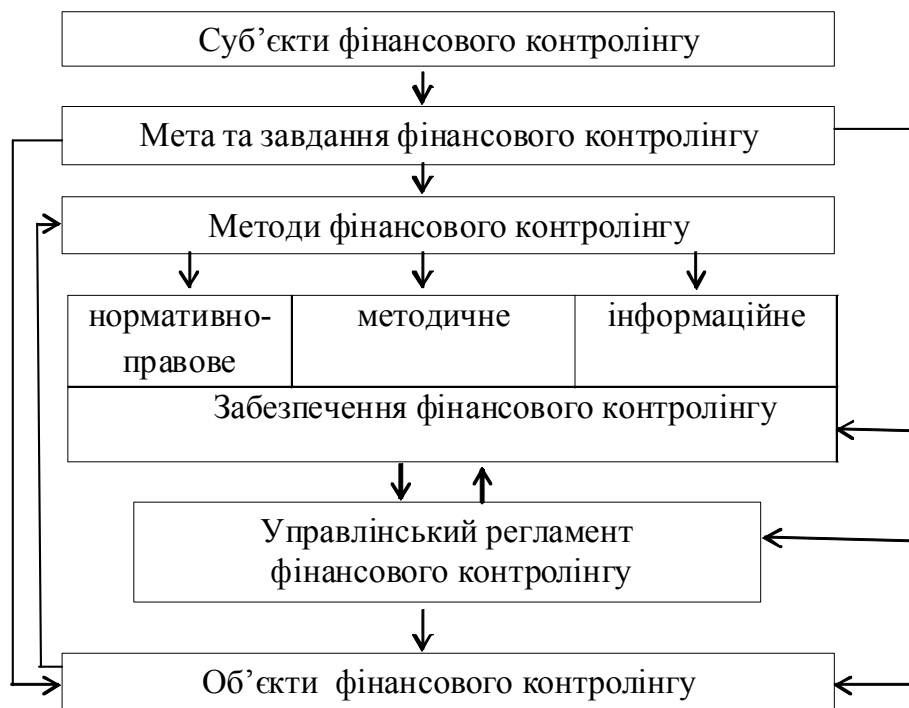 Суб’єкти фінансового контролінгу
Мета та завдання фінансового контролінгу
Методи фінансового контролінгу
нормативно-
правове
методичне
інформаційне
Забезпечення фінансового контролінгу
Управлінський регламент
фінансового контролінгу
Об’єкти фінансового контролінгу